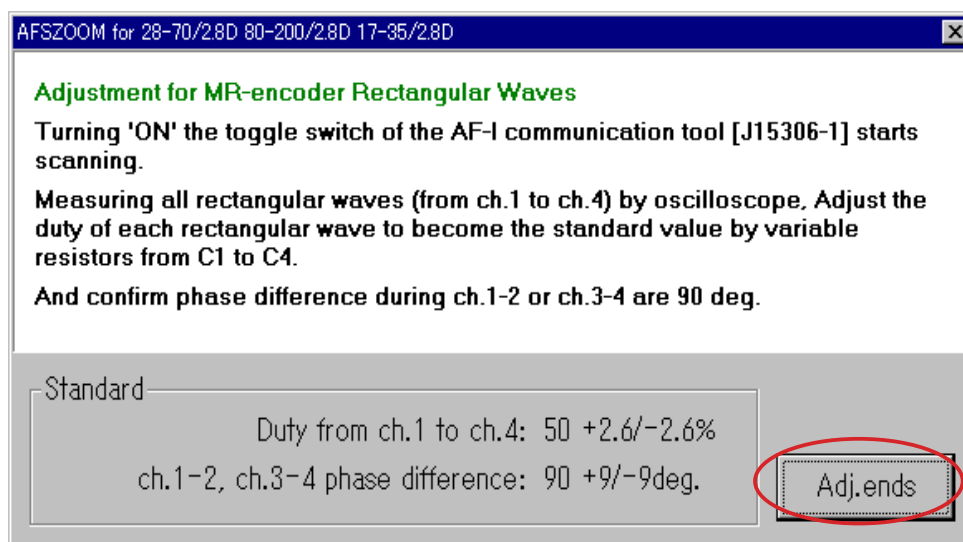 AFSZOOM for 28-70/2.8D 80-200/2.8D 17-35/2.8D
Adjustment for MR-encoder Rectangular Waves
Turning 'ON' the toggle switch of the AF-I communication tool [J15306-1] starts
scanning.
Measuring all rectangular waves (from ch.1 to ch.4) by oscilloscope, Adjust the
duty of each rectangular wave to become the standard value by variable
resistors from C1 to C4.
And confirm phase difference during ch.1-2 or ch.3-4 are 90 deg.
Standard
Duty from ch.1 to ch.4: 50 +2.6/-2.6%
ch.1-2, ch.3-4 phase difference: 90 +9/-9deg.
Adj.ends